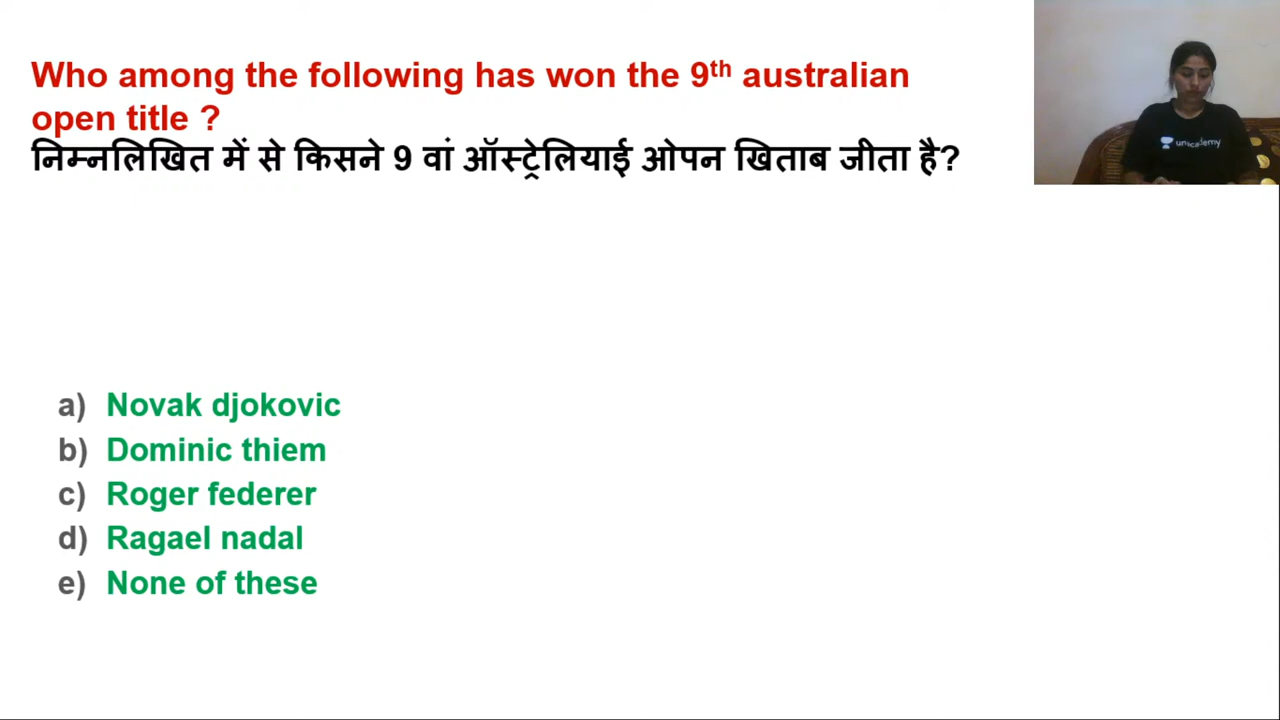 Who among the following has won the 9th australian
open title ?
निम्नलिखित में से किसने 9 वां ऑस्ट्रेलियाई ओपन खिताब जीता है?
a) Novak djokovic
b) Dominic thiem
c) Roger federer
d) Ragael nadal
e) None of these
unacademy